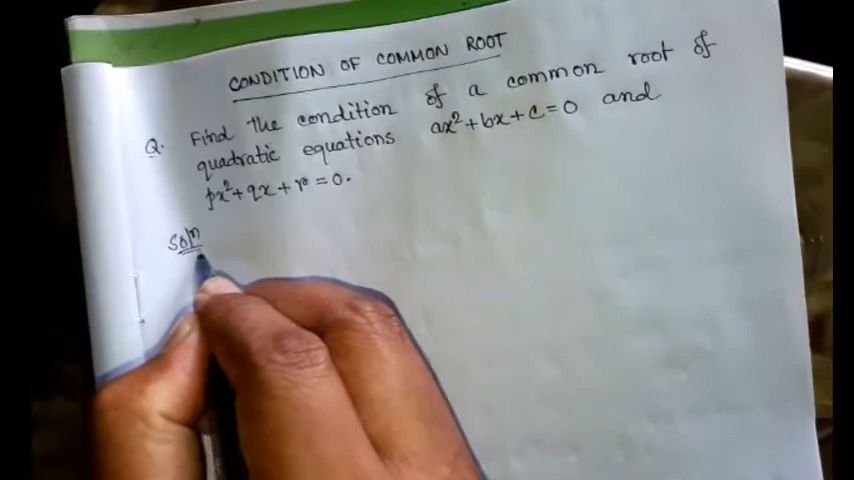 CONDITION OF COMMON ROOT
Q. Find the condition of a common root of
quadratic equations ax²+bx+c=0 and
px²+qx+r=0.
Solⁿ